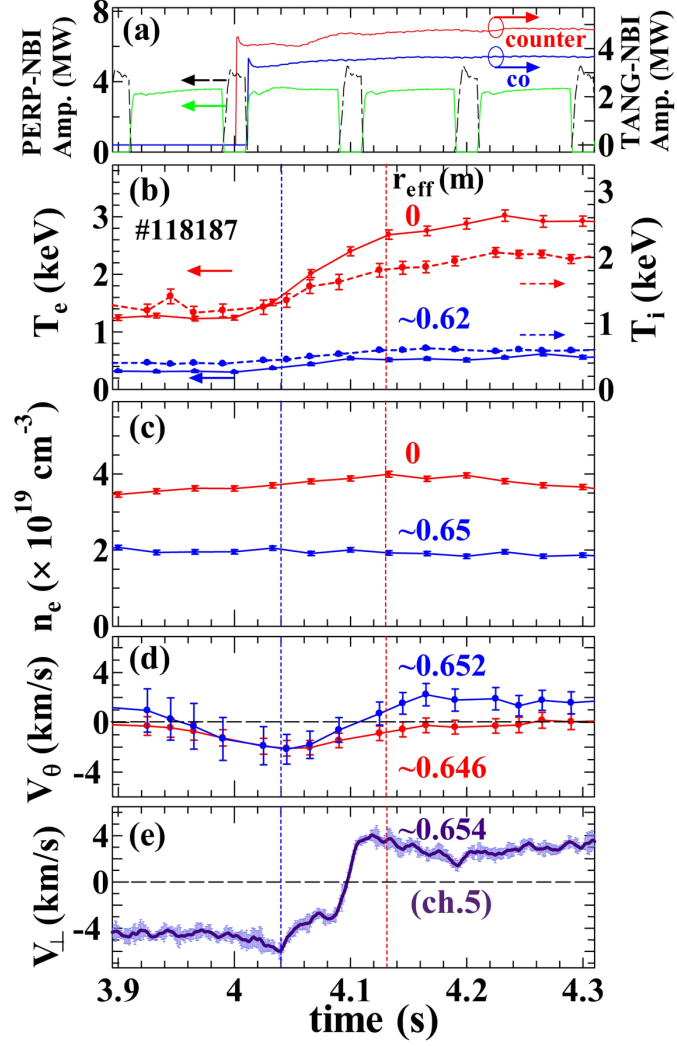 (a)
PERP-NBI
Amp. (MW)
8
4
0
counter
co
TANG-NBI
Amp. (MW)
4
2
0
(b)
r_eff (m)
#118187
0
~0.62
T_e (keV)
3
2
1
0
T_i (keV)
3
2
1
0
(c)
0
~0.65
n_e (× 10^19 cm^-3)
4
2
0
(d)
~0.652
~0.646
V_θ (km/s)
4
0
-4
(e)
~0.654
(ch.5)
V_⊥ (km/s)
4
0
-4
3.9
4
4.1
4.2
4.3
time (s)